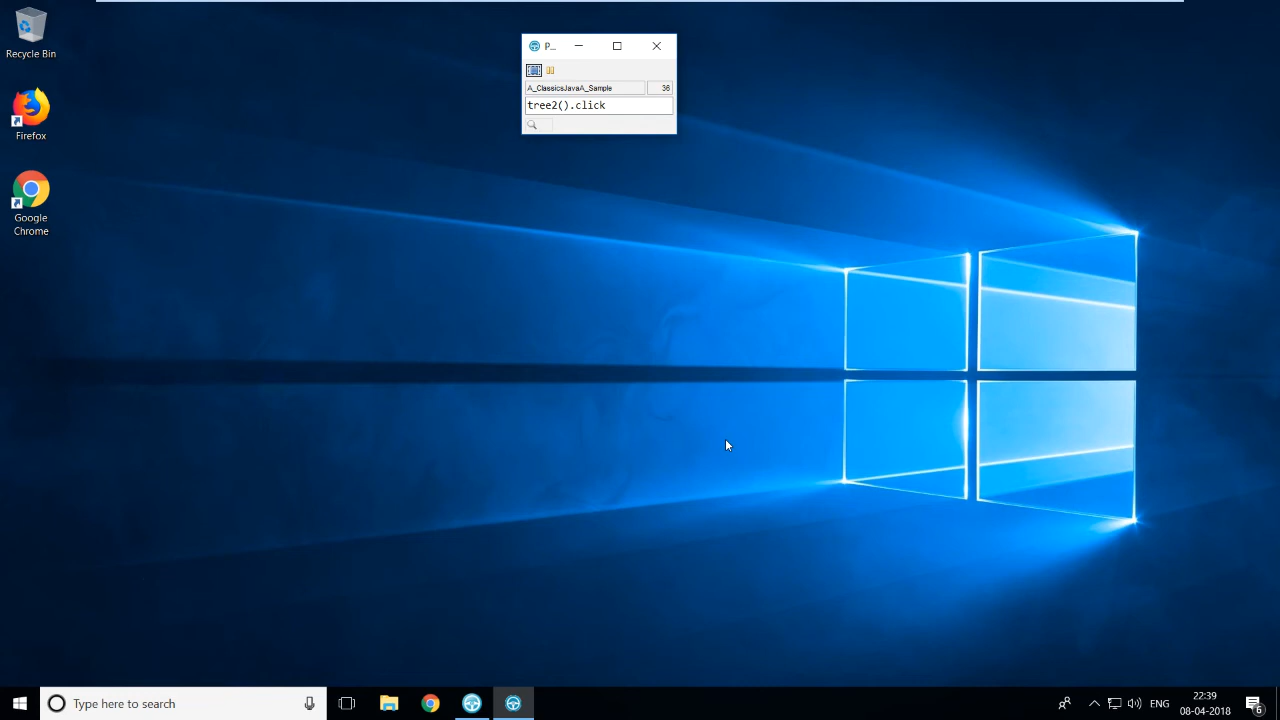 Recycle Bin
Firefox
Google
Chrome
P...
A_ClassicsJavaA_Sample 36
tree2().click
Type here to search
ENG
22:39
08-04-2018
6